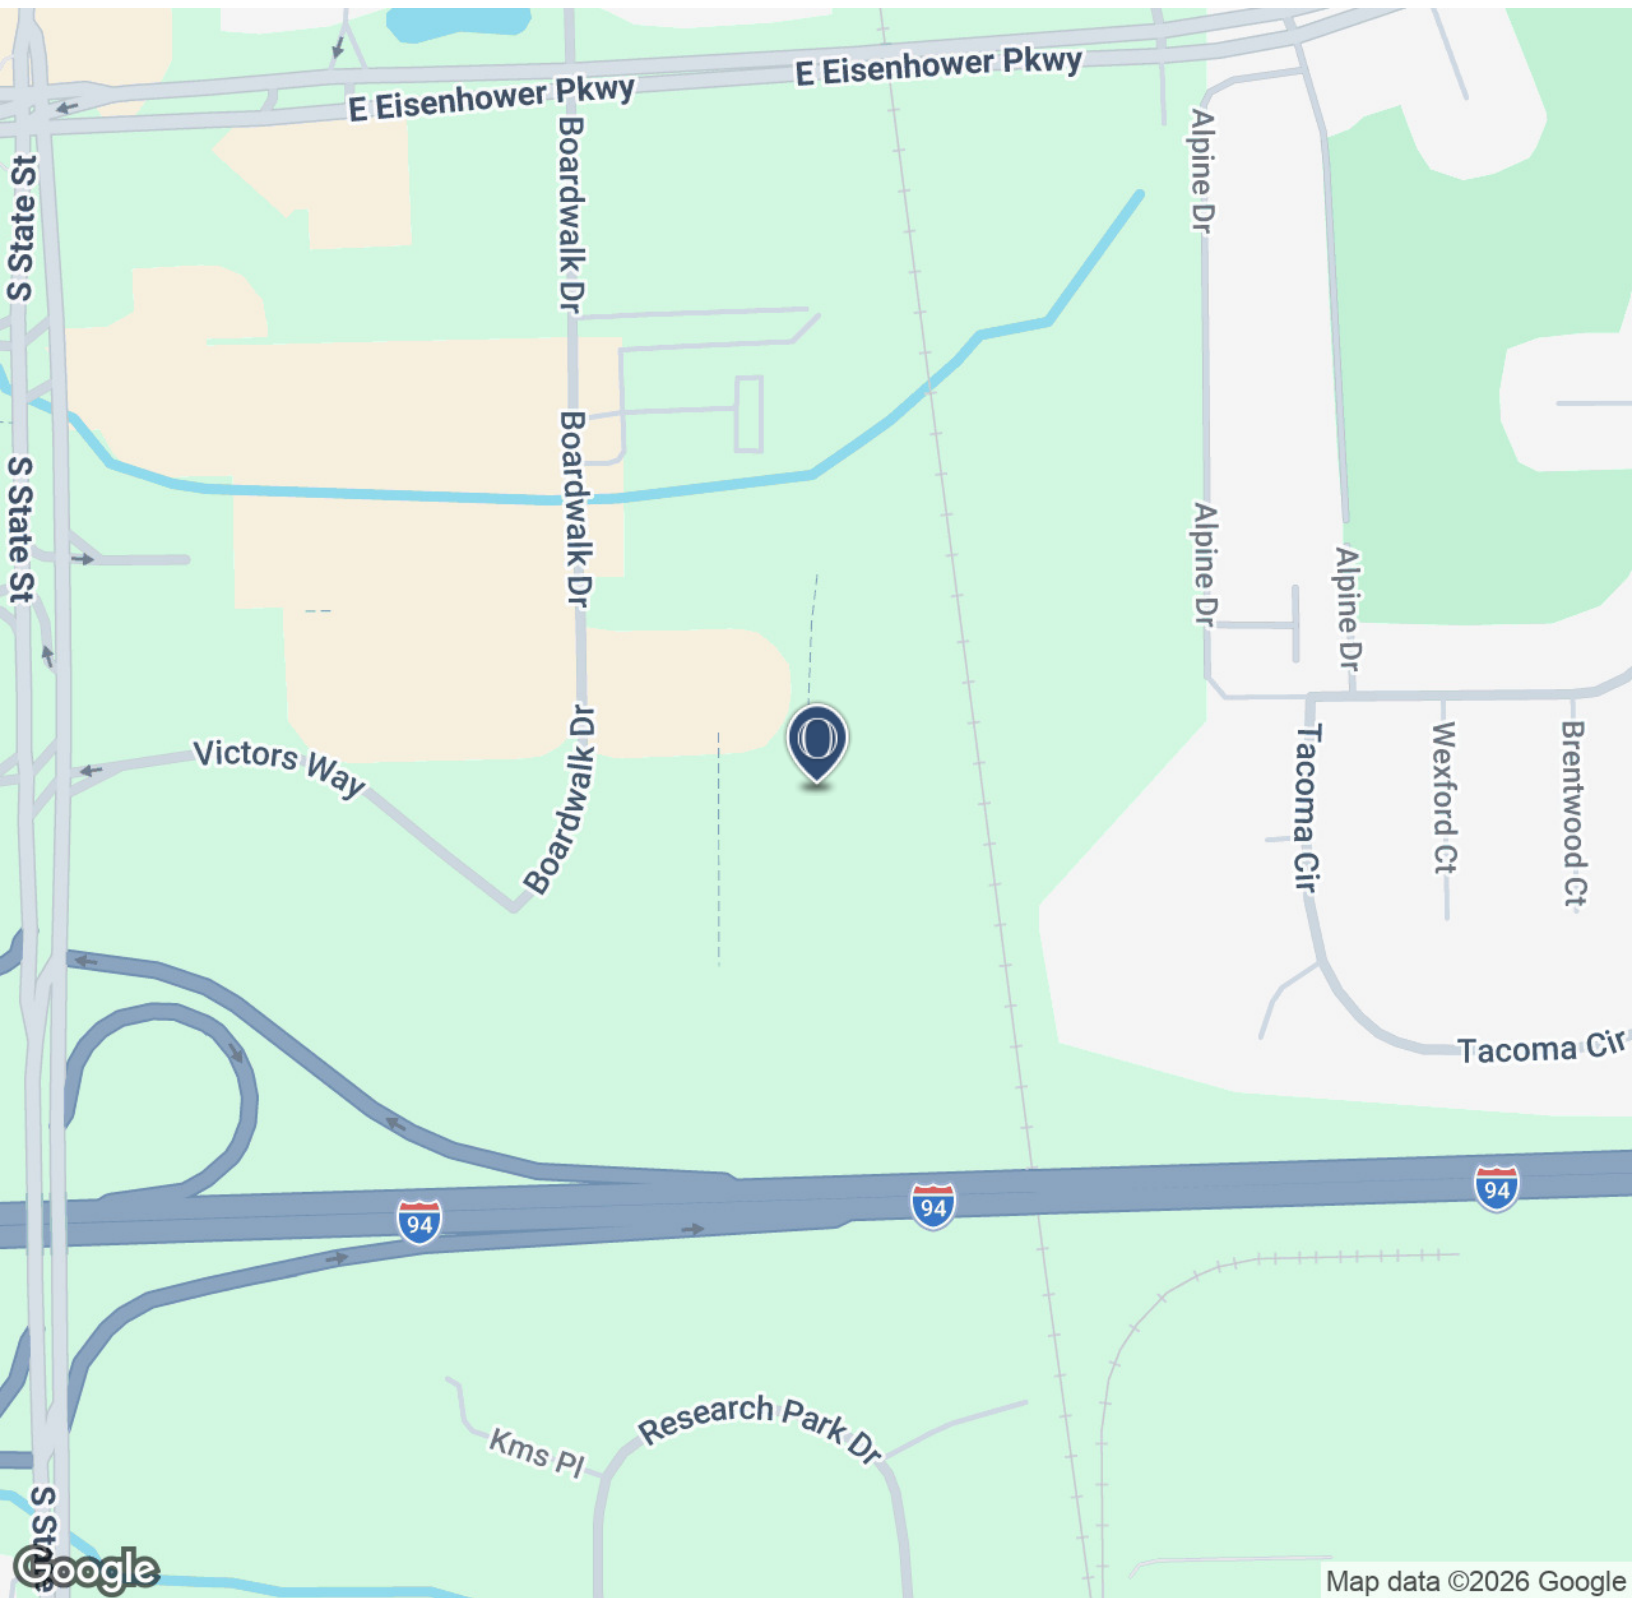 E Eisenhower Pkwy
E Eisenhower Pkwy
S State St
Boardwalk Dr
Alpine Dr
S State St
Boardwalk Dr
Alpine Dr
Alpine Dr
Victors Way
Boardwalk Dr
Tacoma Cir
Wexford Ct
Brentwood Ct
Tacoma Cir
94
94
94
Research Park Dr
Kms Pl
S State
Google
Map data ©2026 Google